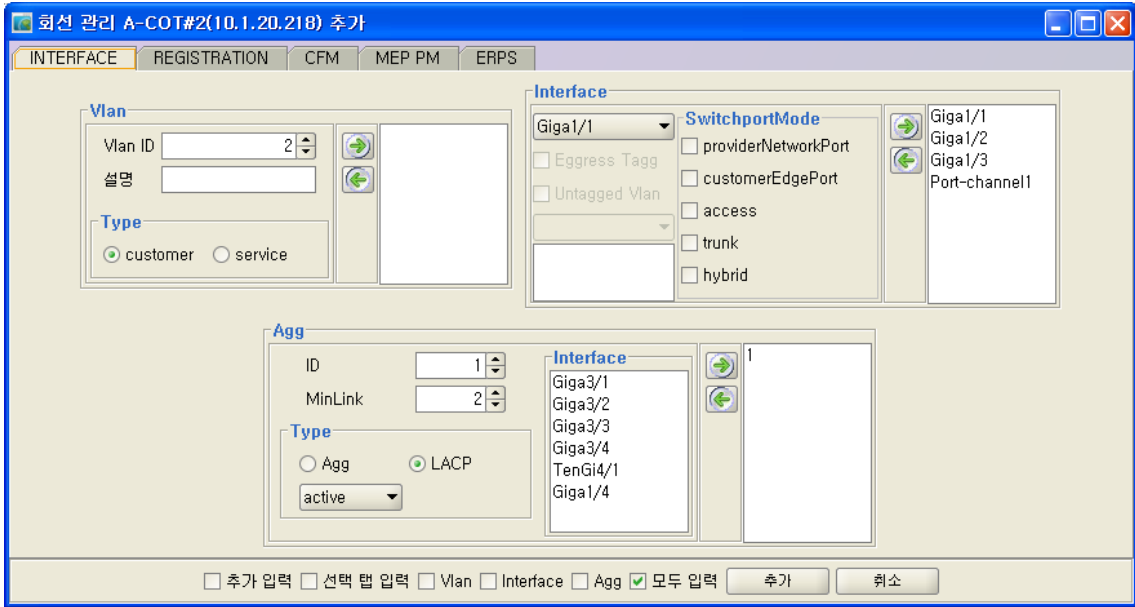 회선 관리 A-COT#2(10.1.20.218) 추가
INTERFACE REGISTRATION CFM MEP PM ERPS
Vlan
Vlan ID 2
설명
Type
customer service
Interface
Giga1/1
Eggress Tagg
Untagged Vlan
SwitchportMode
providerNetworkPort
customerEdgePort
access
trunk
hybrid
Giga1/1
Giga1/2
Giga1/3
Port-channel1
Agg
ID 1
MinLink 2
Type
Agg LACP
active
Interface
Giga3/1
Giga3/2
Giga3/3
Giga3/4
TenGi4/1
Giga1/4
1
추가 입력 선택 탭 입력 Vlan Interface Agg 모두 입력 추가 취소